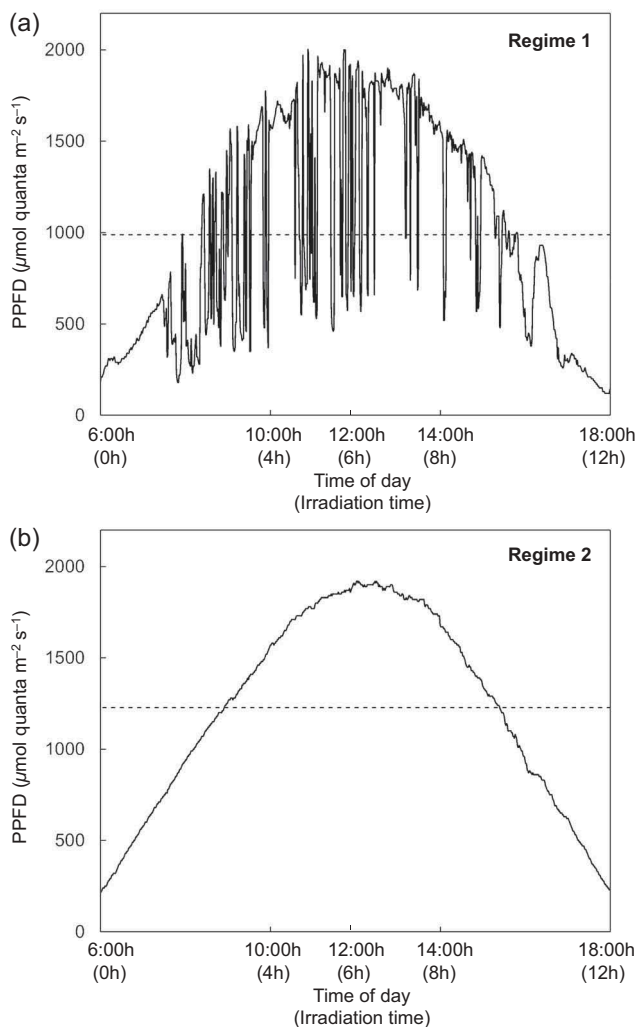 (a)
Regime 1
2000
1500
1000
500
0
PPFD (µmol quanta m⁻² s⁻¹)
6:00h 10:00h 12:00h 14:00h 18:00h
(0h) (4h) (6h) (8h) (12h)
Time of day
(Irradiation time)
(b)
Regime 2
2000
1500
1000
500
0
PPFD (µmol quanta m⁻² s⁻¹)
6:00h 10:00h 12:00h 14:00h 18:00h
(0h) (4h) (6h) (8h) (12h)
Time of day
(Irradiation time)